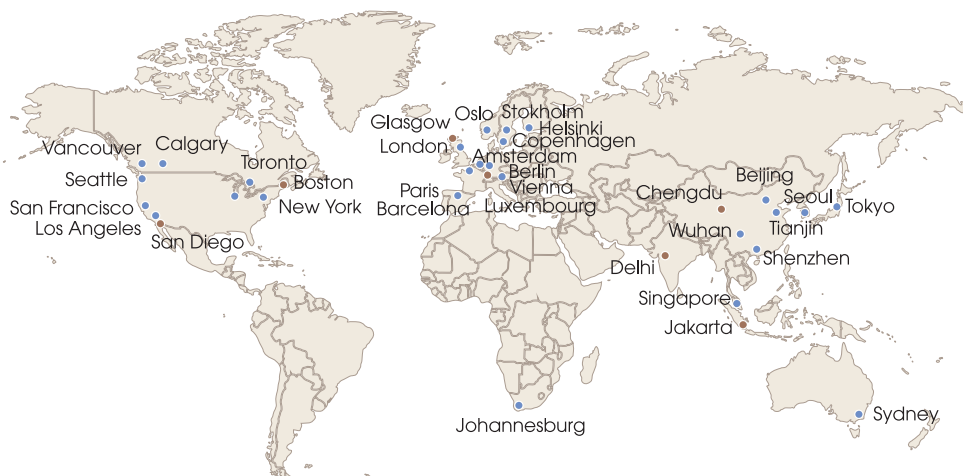 Oslo Stokholm
Glasgow
Helsinki
Copenhagen
London
Vancouver
Calgary
Toronto
Amsterdam
Berlin
Seattle
Boston
Vienna
Beijing
Paris
Chengdu
Seoul
San Francisco
New York
Barcelona
Luxembourg
Tokyo
Los Angeles
Wuhan
Tianjin
San Diego
Shenzhen
Delhi
Singapore
Jakarta
Sydney
Johannesburg